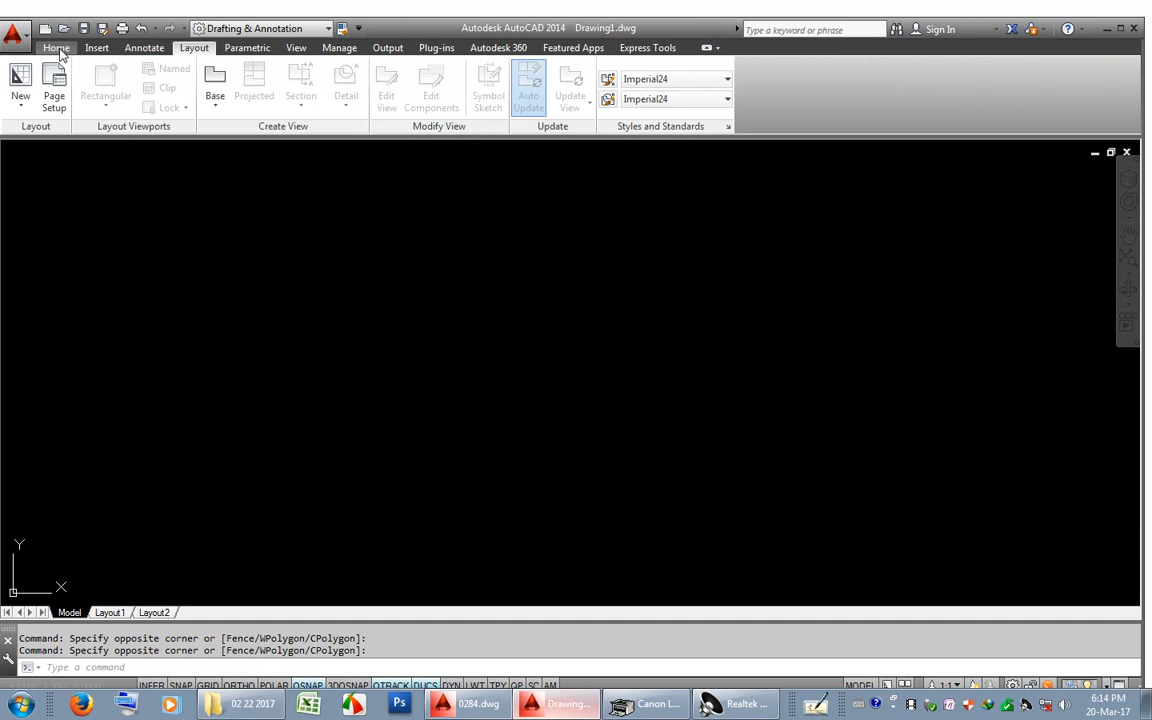 Drafting & Annotation
Autodesk AutoCAD 2014 Drawing1.dwg
Type a keyword or phrase
Sign In
Home Insert Annotate Layout Parametric View Manage Output Plug-ins Autodesk 360 Featured Apps Express Tools
New
Page Setup
Rectangular
Named
Clip
Lock
Base
Projected
Section
Detail
Edit View
Edit Components
Symbol Sketch
Auto Update
Update View
Imperial24
Imperial24
Layout
Layout Viewports
Create View
Modify View
Update
Styles and Standards
Y
X
Model Layout1 Layout2
Command: Specify opposite corner or [Fence/WPolygon/CPolygon]:
Command: Specify opposite corner or [Fence/WPolygon/CPolygon]:
Type a command
INFER SNAP GRID ORTHO POLAR OSNAP 3DOSNAP OTRACK DUCS DYN LWT TPY QP SC AM
MODEL
1:1
02 22 2017
Ps
0284.dwg
Drawing...
Canon L...
Realtek ...
6:14 PM
20-Mar-17